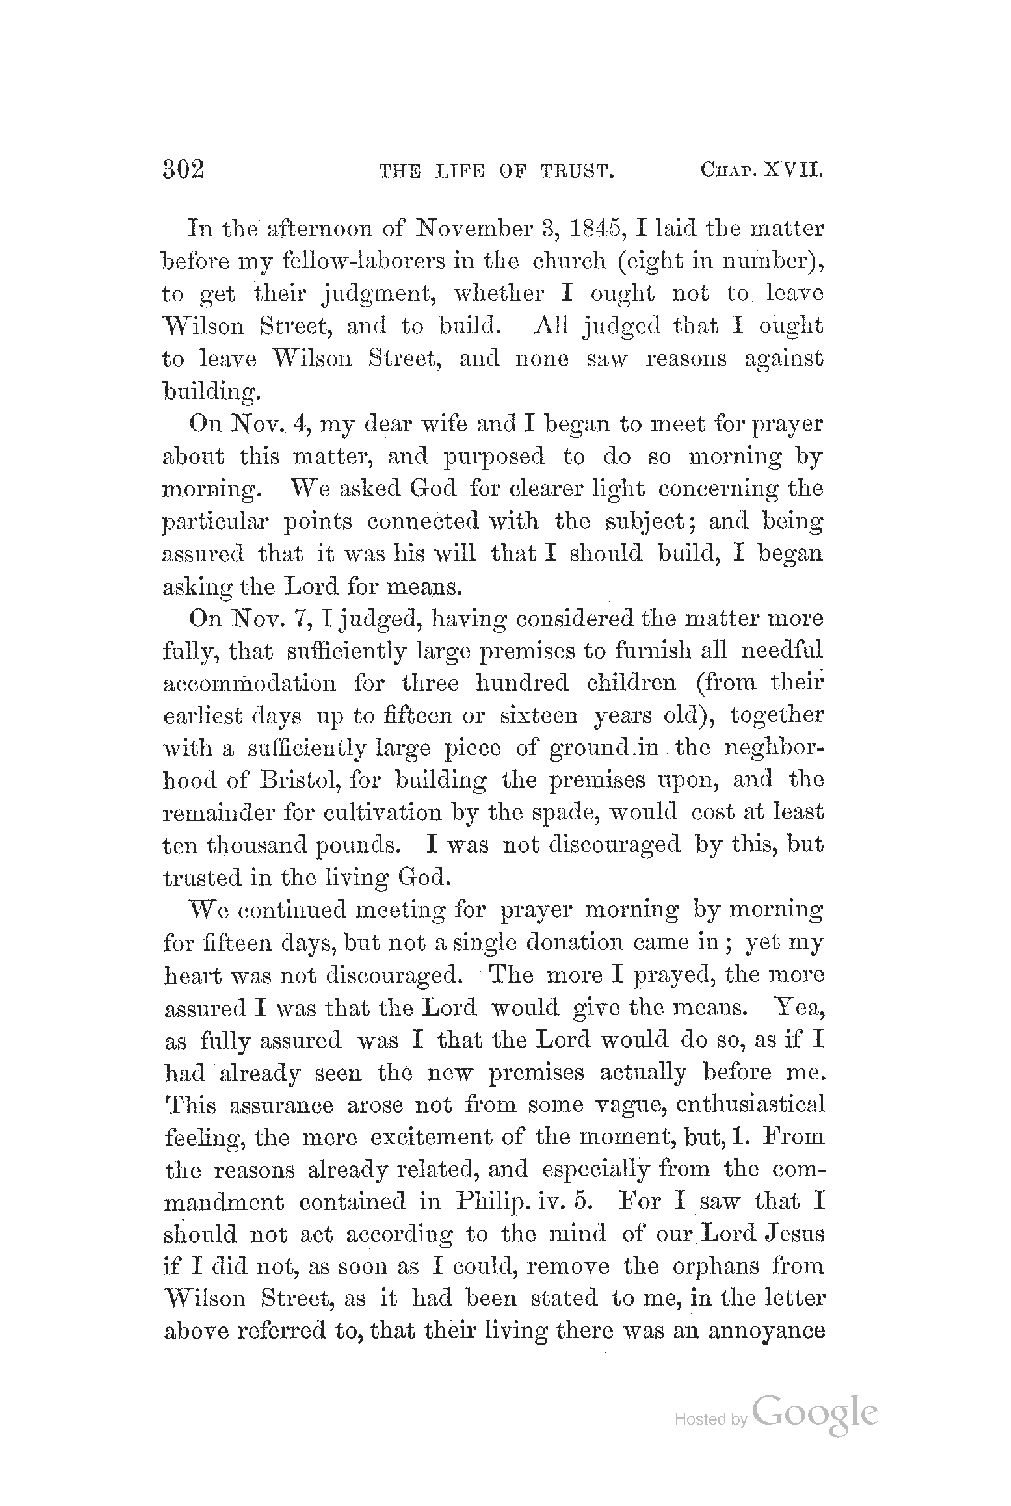 302 THE LIFE OF TRUST. CHAP. XVII.
In the afternoon of November 3, 1845, I laid the matter
before my fellow-laborers in the church (eight in number),
to get their judgment, whether I ought not to leave
Wilson Street, and to build. All judged that I ought
to leave Wilson Street, and none saw reasons against
building.
On Nov. 4, my dear wife and I began to meet for prayer
about this matter, and purposed to do so morning by
morning. We asked God for clearer light concerning the
particular points connected with the subject; and being
assured that it was his will that I should build, I began
asking the Lord for means.
On Nov. 7, I judged, having considered the matter more
fully, that sufficiently large premises to furnish all needful
accommodation for three hundred children (from their
earliest days up to fifteen or sixteen years old), together
with a sufficiently large piece of ground in the neghbor-
hood of Bristol, for building the premises upon, and the
remainder for cultivation by the spade, would cost at least
ten thousand pounds. I was not discouraged by this, but
trusted in the living God.
We continued meeting for prayer morning by morning
for fifteen days, but not a single donation came in; yet my
heart was not discouraged. The more I prayed, the more
assured I was that the Lord would give the means. Yea,
as fully assured was I that the Lord would do so, as if I
had already seen the new premises actually before me.
This assurance arose not from some vague, enthusiastical
feeling, the mere excitement of the moment, but, 1. From
the reasons already related, and especially from the com-
mandment contained in Philip. iv. 5. For I saw that I
should not act according to the mind of our Lord Jesus
if I did not, as soon as I could, remove the orphans from
Wilson Street, as it had been stated to me, in the letter
above referred to, that their living there was an annoyance
Hosted by Google